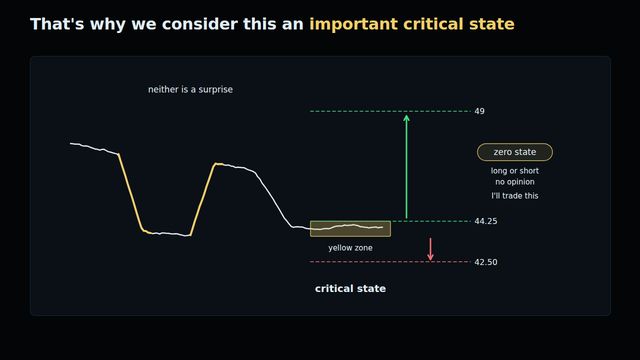 That's why we consider this an important critical state
neither is a surprise
49
zero state
long or short
no opinion
I'll trade this
44.25
yellow zone
42.50
critical state